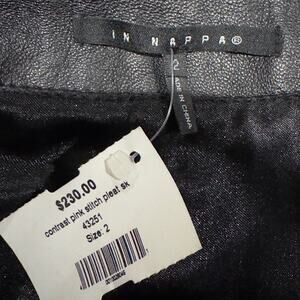 IN NAPPA®
2
MADE IN CHINA
$230.00
contrast pink stitch pleat sk
43251
Size: 2